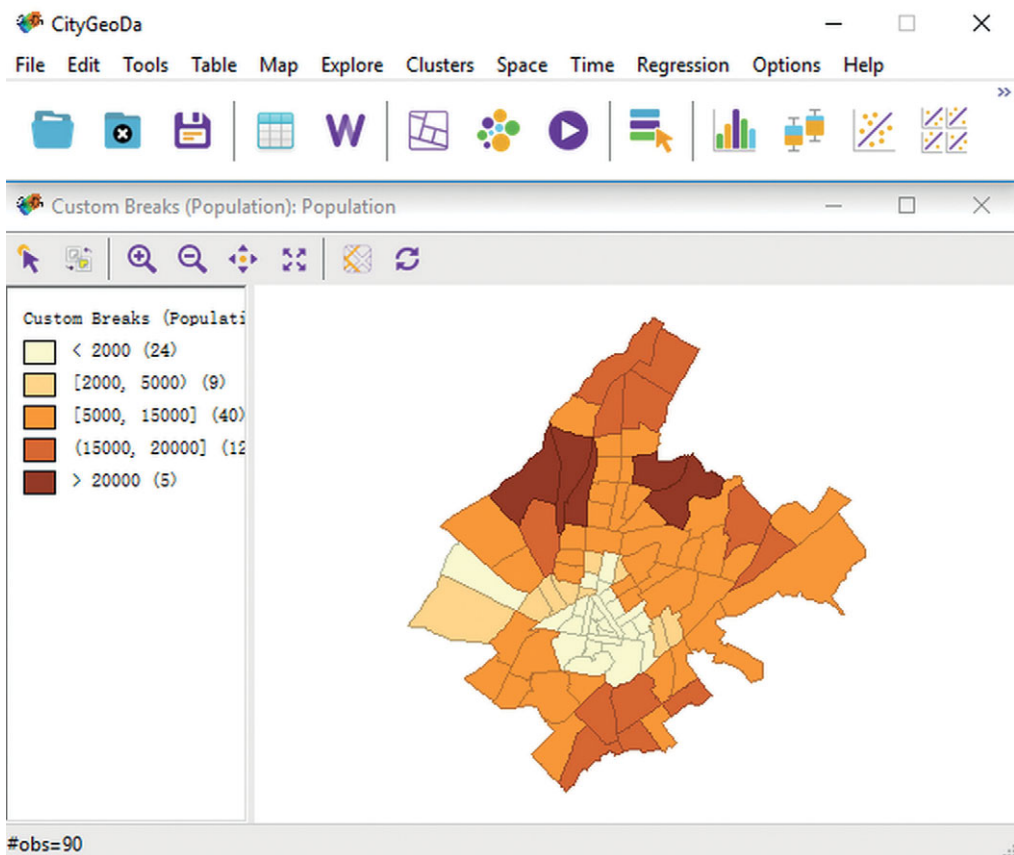 CityGeoDa
File Edit Tools Table Map Explore Clusters Space Time Regression Options Help
»
W
Custom Breaks (Population): Population
Custom Breaks (Populati
< 2000 (24)
[2000, 5000) (9)
[5000, 15000] (40)
(15000, 20000] (12
> 20000 (5)
#obs=90